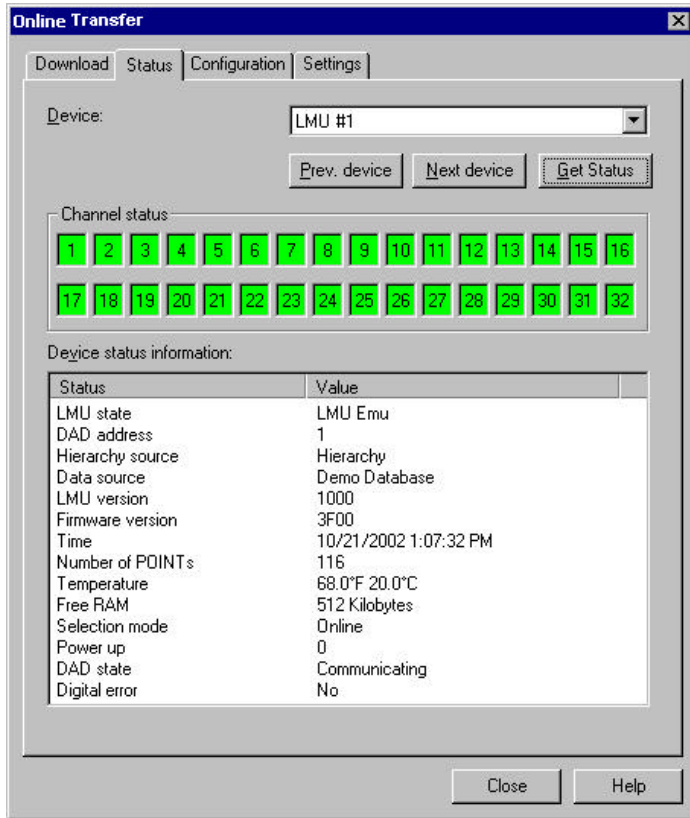 Online Transfer
Download Status Configuration Settings
Device: LMU #1
Prev. device Next device Get Status
Channel status
1 2 3 4 5 6 7 8 9 10 11 12 13 14 15 16
17 18 19 20 21 22 23 24 25 26 27 28 29 30 31 32
Device status information:
Status Value
LMU state LMU Emu
DAD address 1
Hierarchy source Hierarchy
Data source Demo Database
LMU version 1000
Firmware version 3F00
Time 10/21/2002 1:07:32 PM
Number of POINTs 116
Temperature 68.0°F 20.0°C
Free RAM 512 Kilobytes
Selection mode Online
Power up 0
DAD state Communicating
Digital error No
Close Help